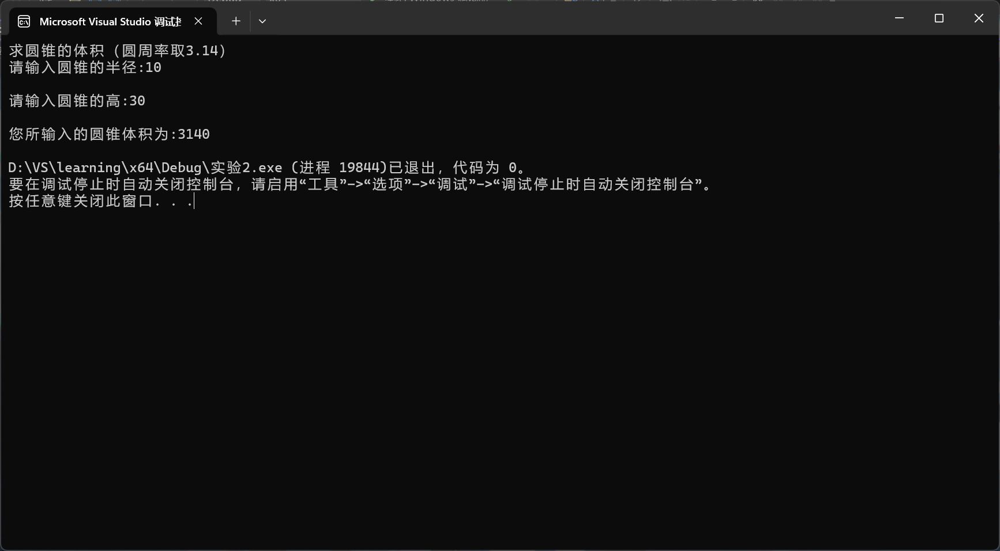 Microsoft Visual Studio 调试
求圆锥的体积（圆周率取3.14）
请输入圆锥的半径:10
请输入圆锥的高:30
您所输入的圆锥体积为:3140
D:\VS\learning\x64\Debug\实验2.exe (进程 19844)已退出，代码为 0。
要在调试停止时自动关闭控制台，请启用“工具”->“选项”->“调试”->“调试停止时自动关闭控制台”。
按任意键关闭此窗口. . .